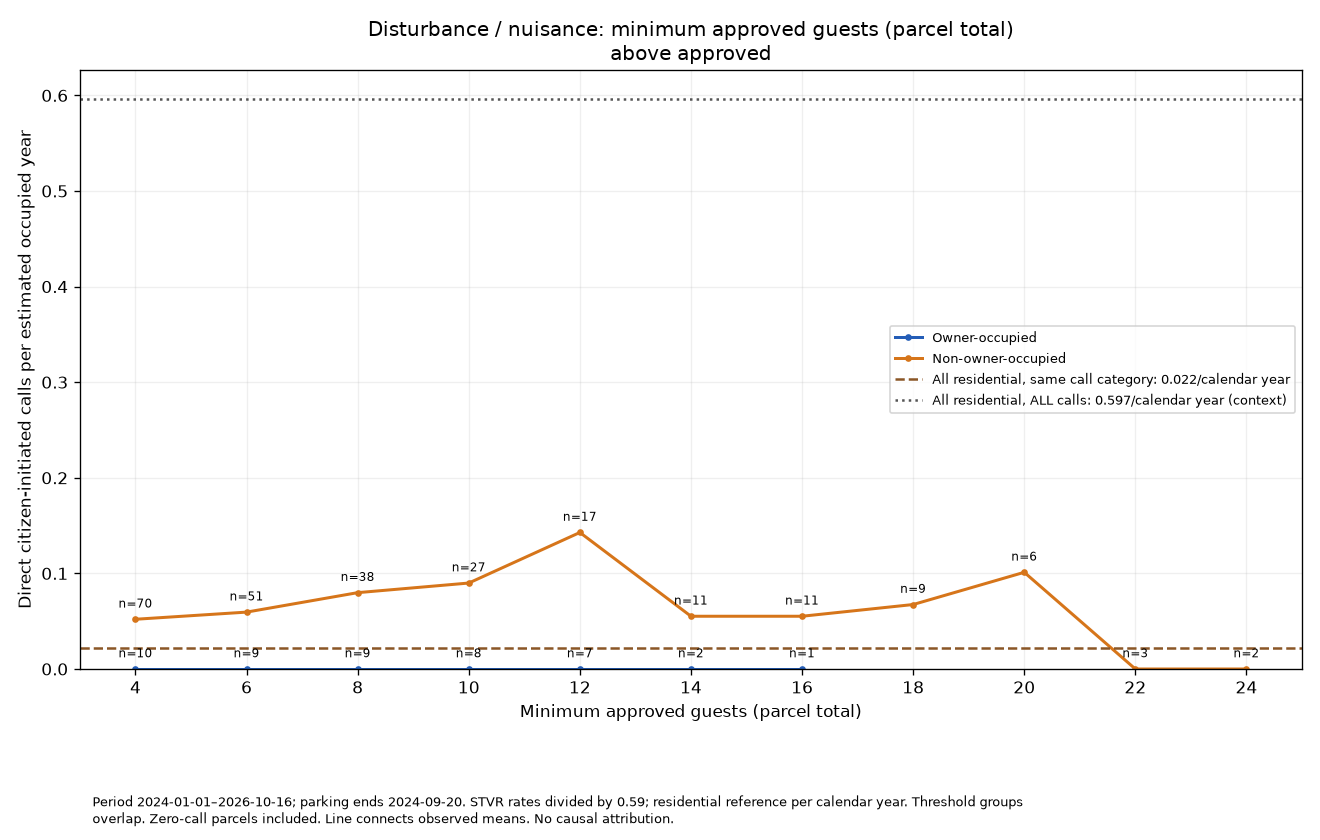 Disturbance / nuisance: minimum approved guests (parcel total)
above approved
Direct citizen-initiated calls per estimated occupied year
0.6
0.5
0.4
0.3
0.2
0.1
0.0
n=70
n=51
n=38
n=27
n=17
n=11
n=11
n=9
n=6
n=3
n=2
n=10
n=9
n=9
n=8
n=7
n=2
n=1
Owner-occupied
Non-owner-occupied
All residential, same call category: 0.022/calendar year
All residential, ALL calls: 0.597/calendar year (context)
4 6 8 10 12 14 16 18 20 22 24
Minimum approved guests (parcel total)
Period 2024-01-01–2026-10-16; parking ends 2024-09-20. STVR rates divided by 0.59; residential reference per calendar year. Threshold groups
overlap. Zero-call parcels included. Line connects observed means. No causal attribution.